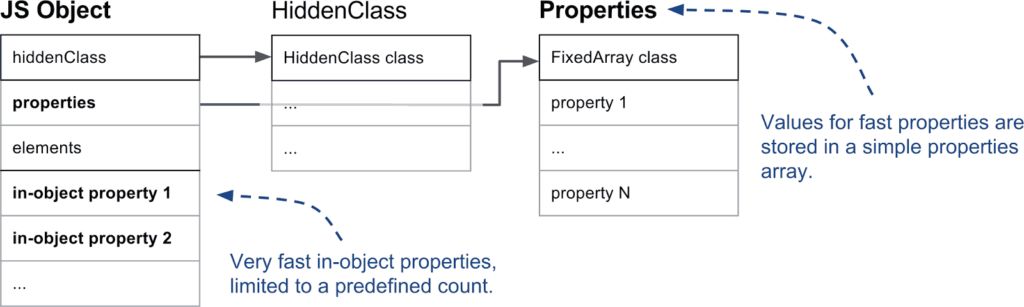 JS Object
hiddenClass
properties
elements
in-object property 1
in-object property 2
...
HiddenClass
HiddenClass class
...
...
Properties
FixedArray class
property 1
...
property N
Values for fast properties are
stored in a simple properties
array.
Very fast in-object properties,
limited to a predefined count.